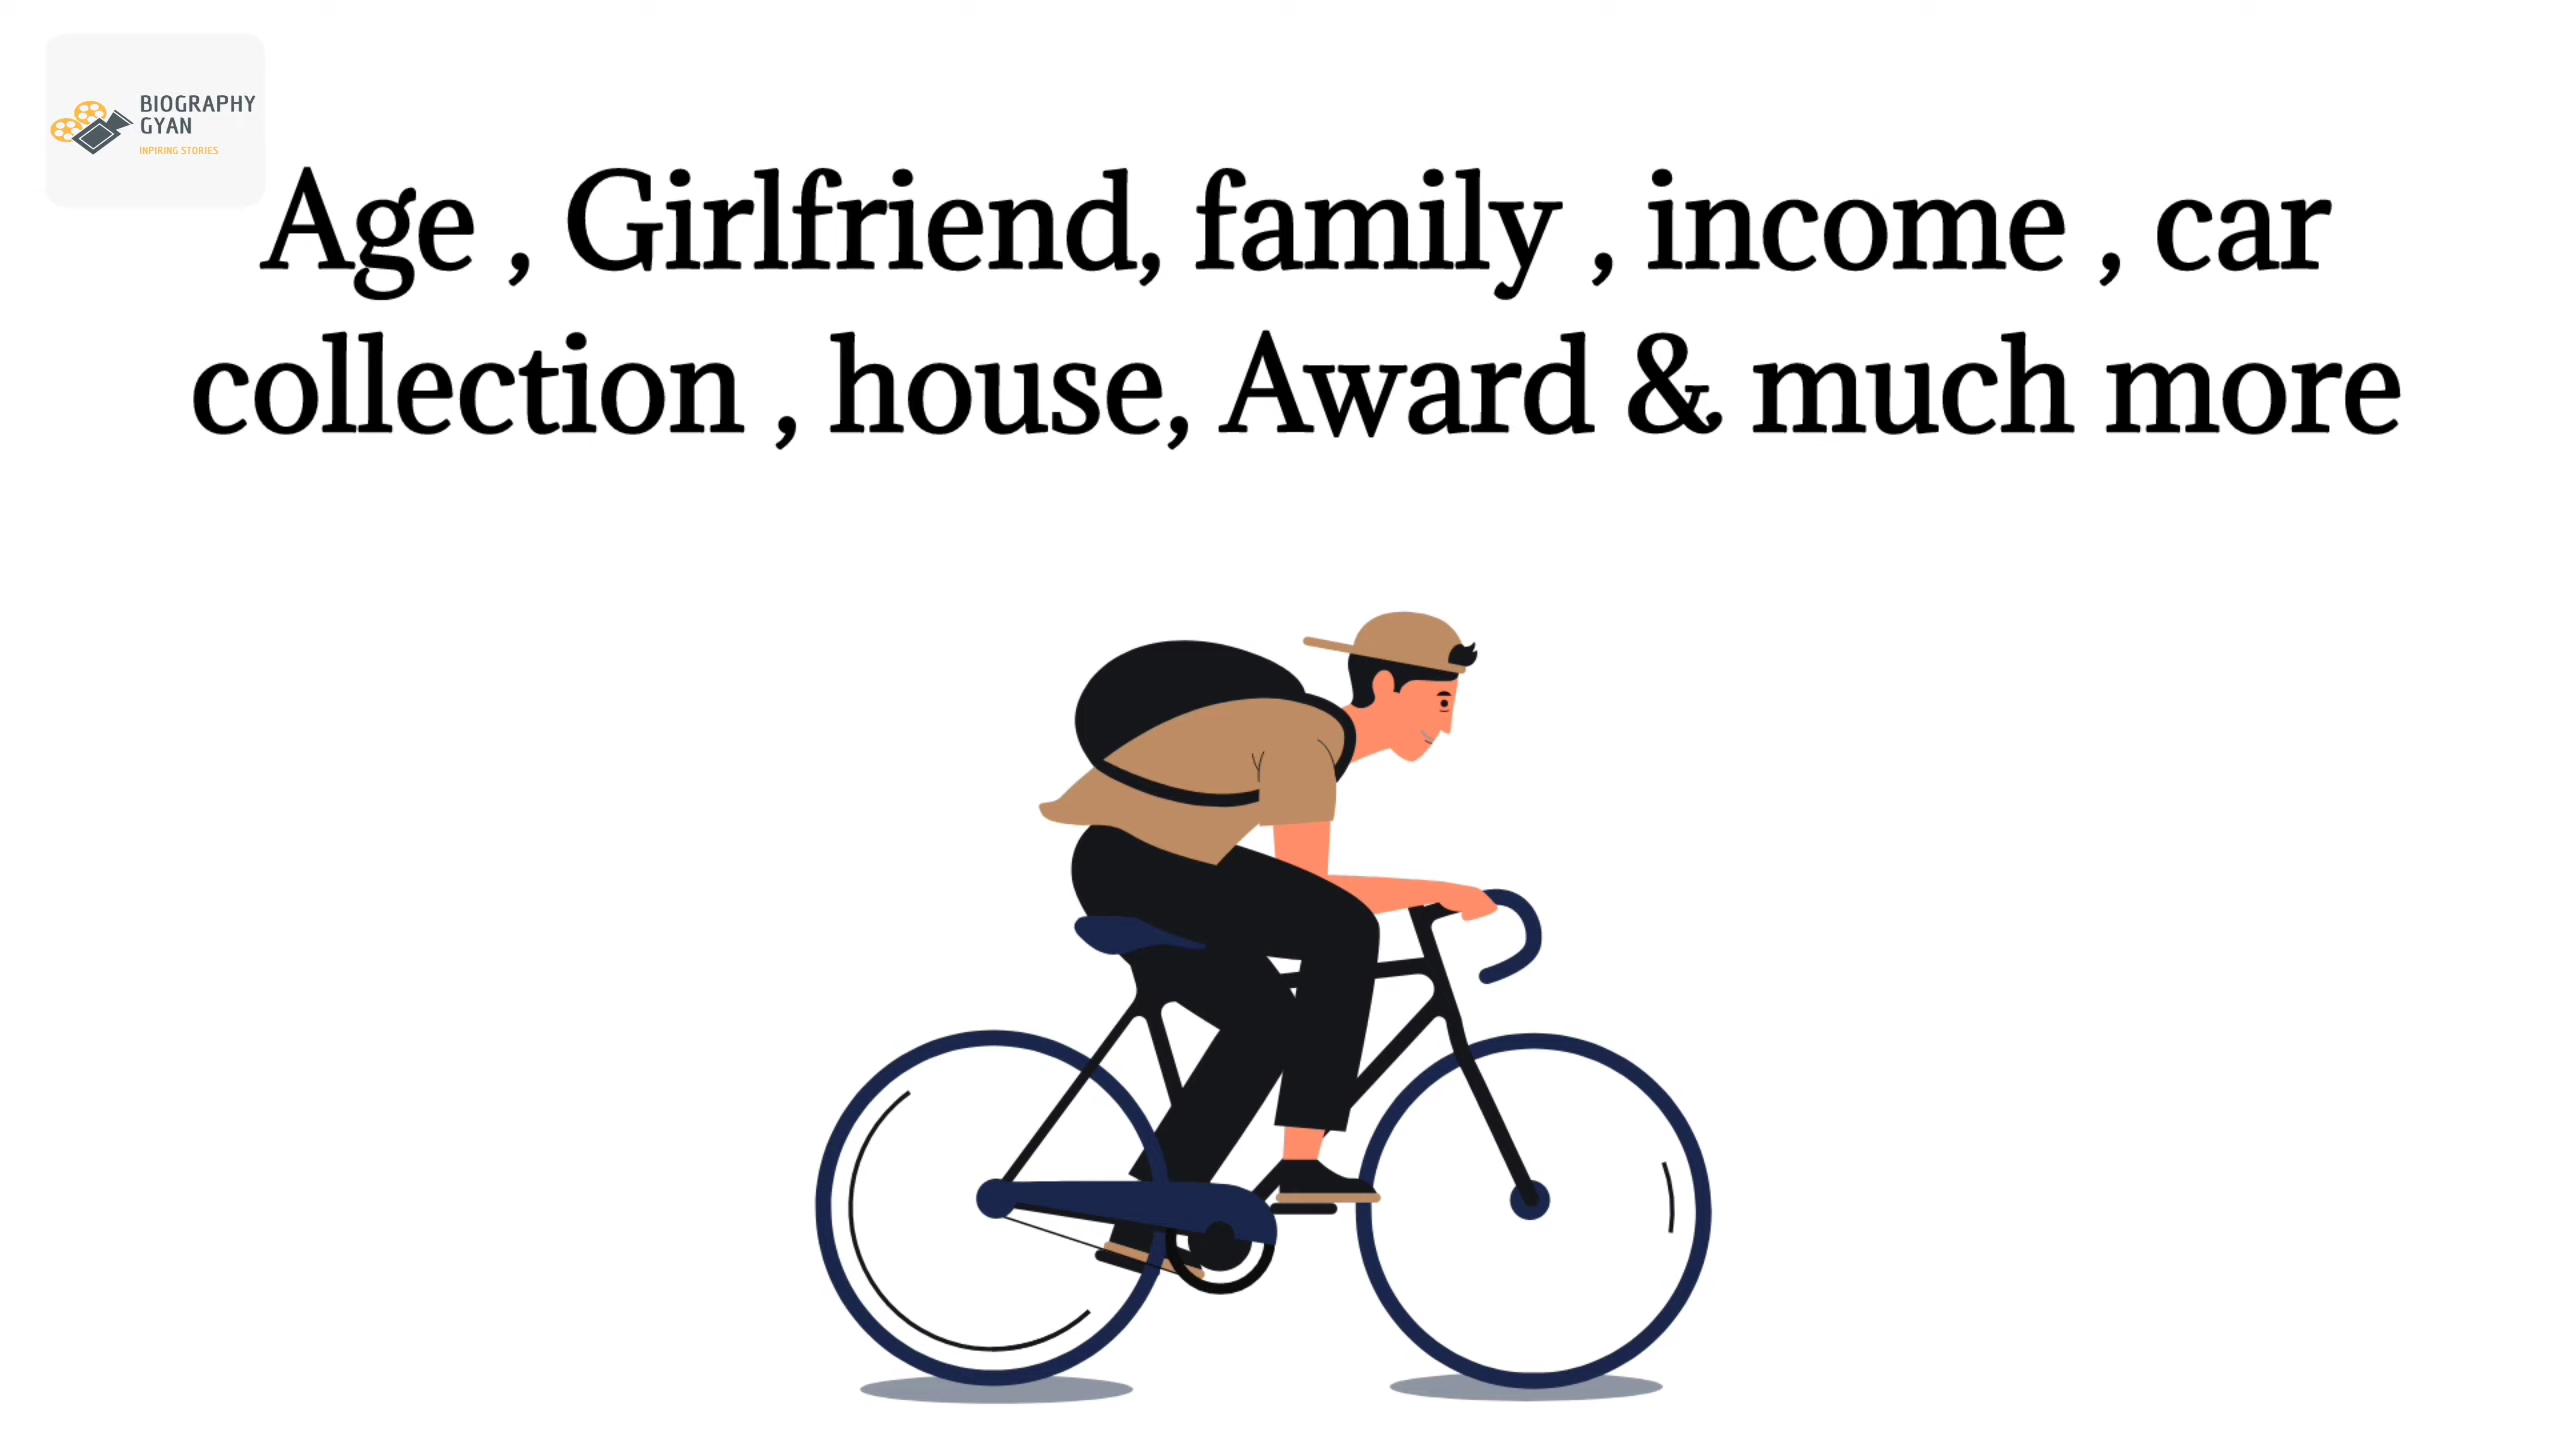 BIOGRAPHY
GYAN
INPIRING STORIES
Age , Girlfriend, family , income , car
collection , house, Award & much more